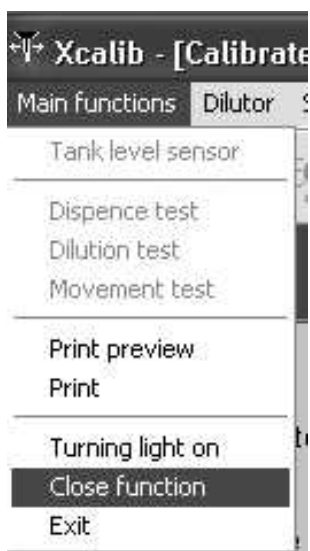 Xcalib - [Calibrate
Main functions Dilutor S
Tank level sensor
Dispence test
Dilution test
Movement test
Print preview
Print
Turning light on
Close function
Exit